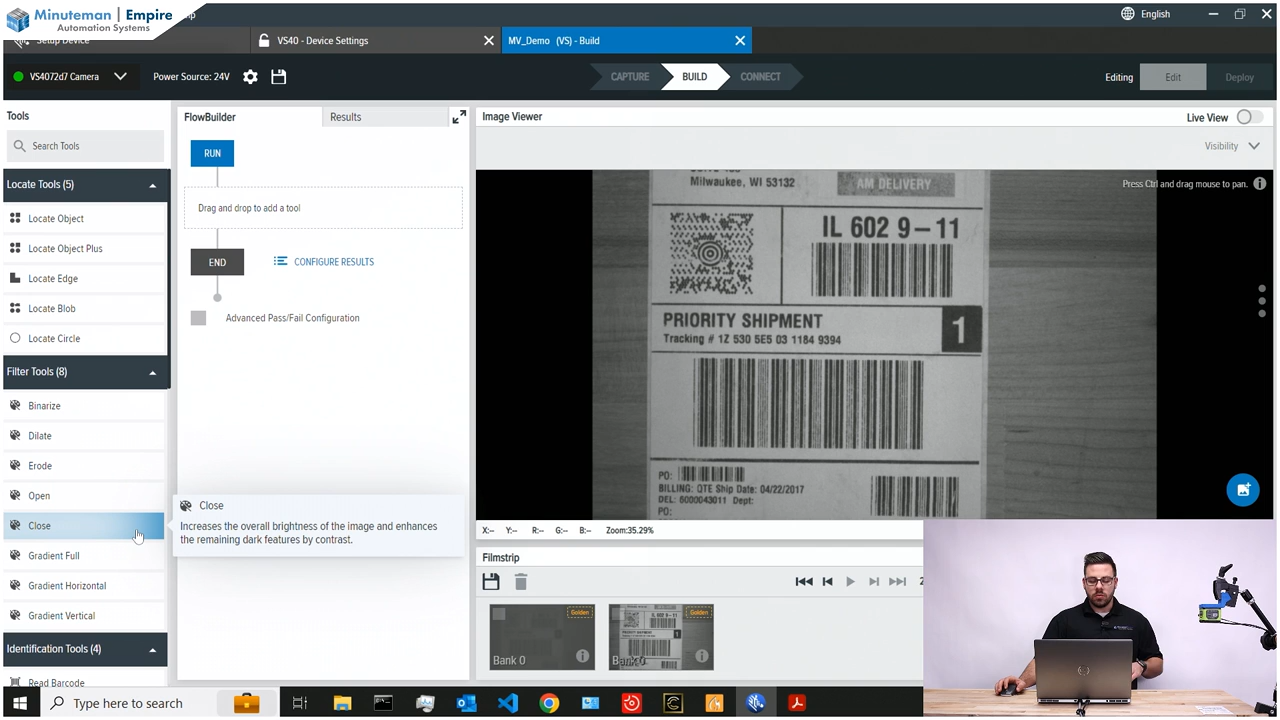 Minuteman | Empire
Automation Systems
English
VS40 - Device Settings
MV_Demo (VS) - Build
VS4072d7 Camera
Power Source: 24V
CAPTURE
BUILD
CONNECT
Editing
Edit
Deploy
Tools
Search Tools
Locate Tools (5)
Locate Object
Locate Object Plus
Locate Edge
Locate Blob
Locate Circle
Filter Tools (8)
Binarize
Dilate
Erode
Open
Close
Gradient Full
Gradient Horizontal
Gradient Vertical
Identification Tools (4)
Read Barcode
FlowBuilder
Results
RUN
Drag and drop to add a tool
END
CONFIGURE RESULTS
Advanced Pass/Fail Configuration
Close
Increases the overall brightness of the image and enhances
the remaining dark features by contrast.
Image Viewer
Live View
Visibility
Press Ctrl and drag mouse to pan.
Milwaukee, WI 53132
AM DELIVERY
IL 602 9-11
PRIORITY SHIPMENT
Tracking # 1Z 530 5E5 03 1184 9394
1
PO:
BILLING: QTE Ship Date: 04/22/2017
DEL: 6000043011 Dept:
PO:
X:-- Y:-- R:-- G:-- B:-- Zoom:35.29%
Filmstrip
Golden
Bank 0
Golden
Bank 0
Type here to search